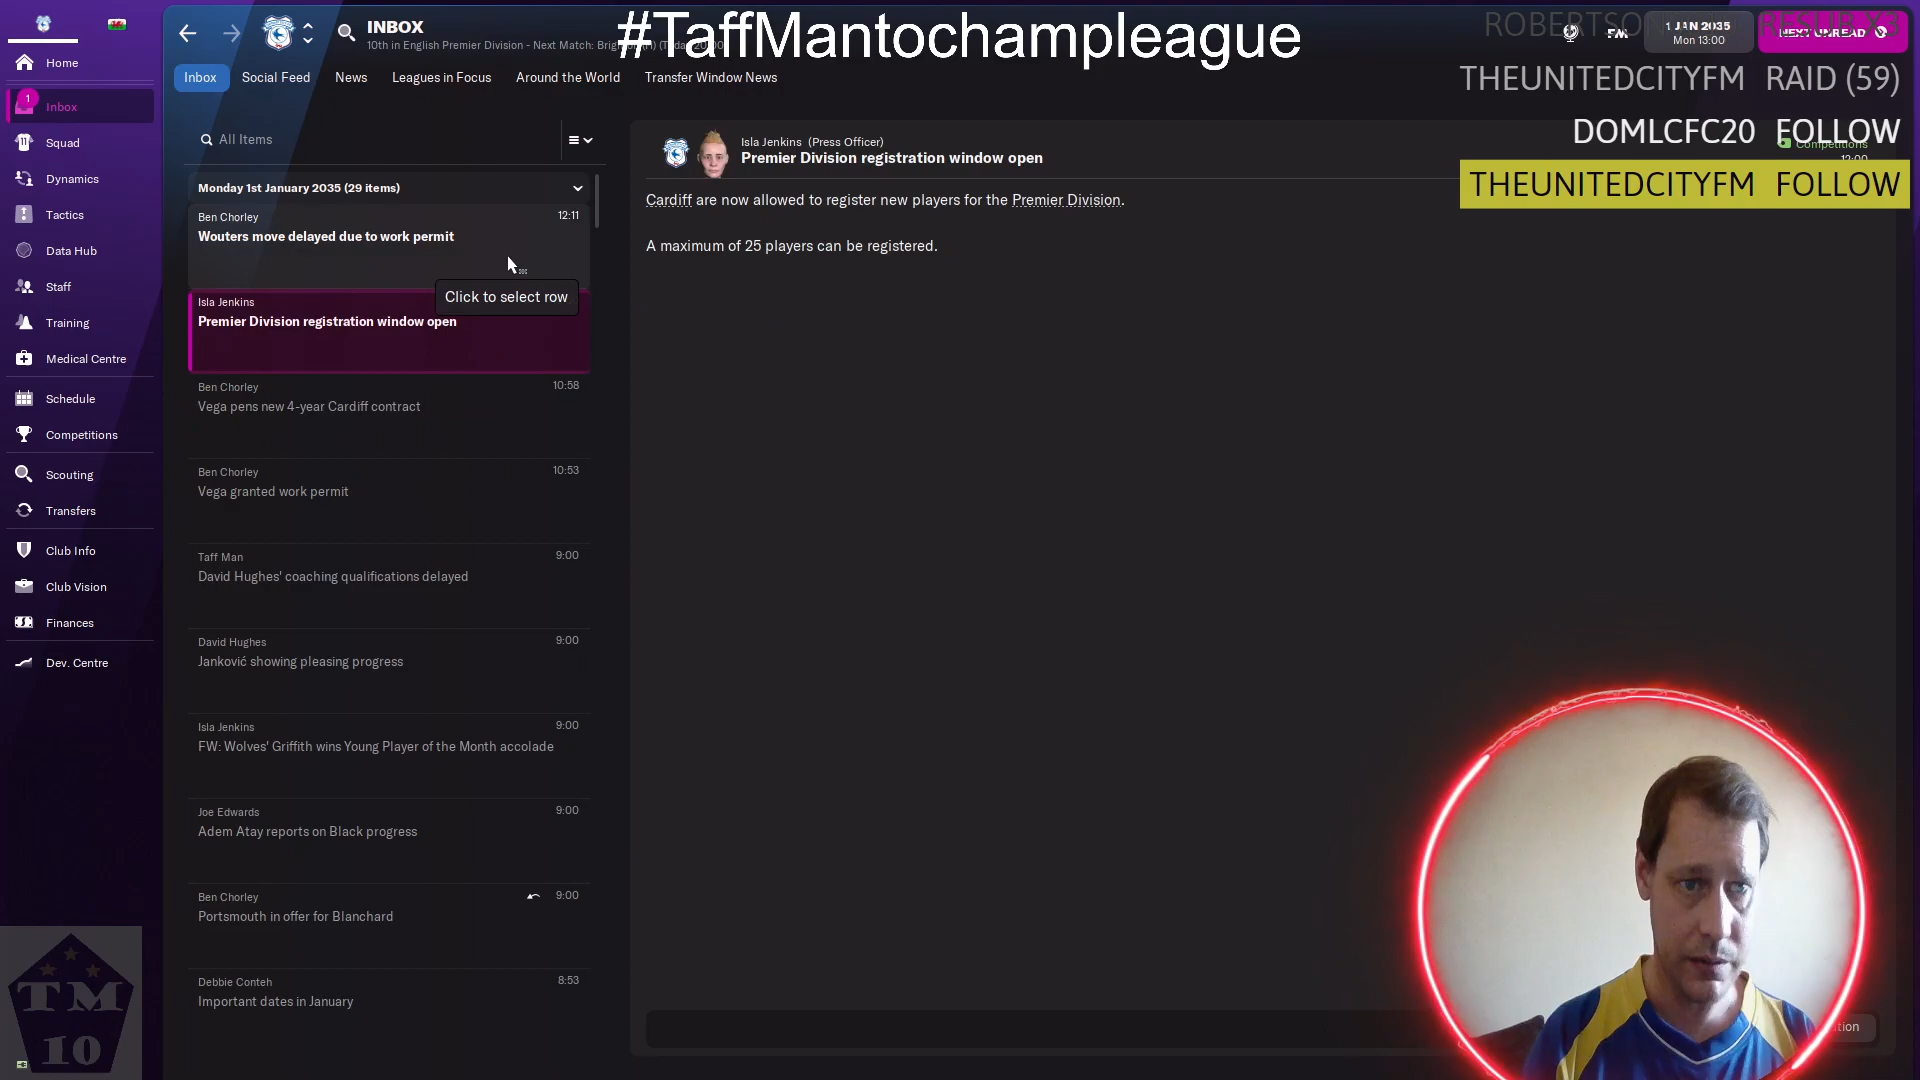 INBOX
10th in English Premier Division - Next Match:
#TaffMantochampleague
1 JAN 2035
Mon 13:00
NEXT UNREAD
ROBERTSON
RESUB X3
THEUNITEDCITYFM RAID (59)
DOMLCFC20 FOLLOW
THEUNITEDCITYFM FOLLOW
Home
1
Inbox
Squad
Dynamics
Tactics
Data Hub
Staff
Training
Medical Centre
Schedule
Competitions
Scouting
Transfers
Club Info
Club Vision
Finances
Dev. Centre
TM
10
Inbox
Social Feed
News
Leagues in Focus
Around the World
Transfer Window News
All Items
Monday 1st January 2035 (29 items)
Ben Chorley 12:11
Wouters move delayed due to work permit
Click to select row
Isla Jenkins
Premier Division registration window open
Ben Chorley 10:58
Vega pens new 4-year Cardiff contract
Ben Chorley 10:53
Vega granted work permit
Taff Man 9:00
David Hughes' coaching qualifications delayed
David Hughes 9:00
Janković showing pleasing progress
Isla Jenkins 9:00
FW: Wolves' Griffith wins Young Player of the Month accolade
Joe Edwards 9:00
Adem Atay reports on Black progress
Ben Chorley 9:00
Portsmouth in offer for Blanchard
Debbie Conteh 8:53
Important dates in January
Isla Jenkins (Press Officer)
Premier Division registration window open
Competitions
12:00
Cardiff are now allowed to register new players for the Premier Division.
A maximum of 25 players can be registered.